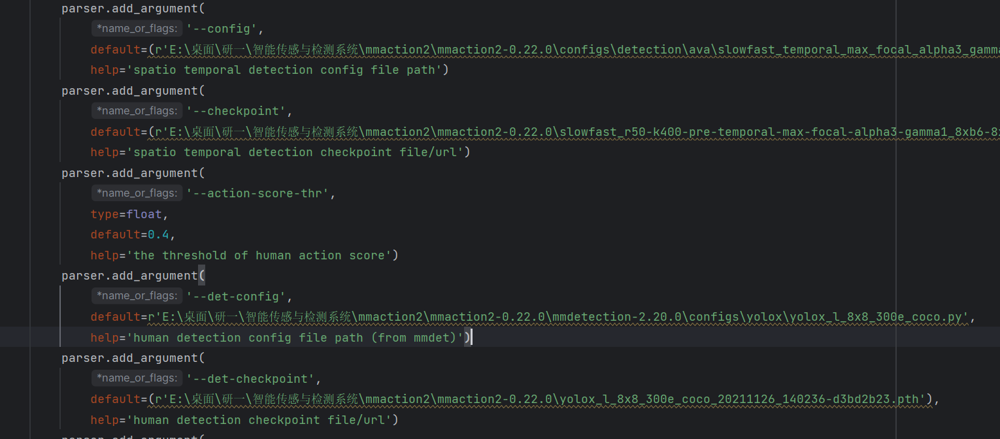 parser.add_argument(
*name_or_flags: '--config',
default=(r'E:\桌面\研一\智能传感与检测系统\mmaction2\mmaction2-0.22.0\configs\detection\ava\slowfast_temporal_max_focal_alpha3_gamma
help='spatio temporal detection config file path')
parser.add_argument(
*name_or_flags: '--checkpoint',
default=(r'E:\桌面\研一\智能传感与检测系统\mmaction2\mmaction2-0.22.0\slowfast_r50-k400-pre-temporal-max-focal-alpha3-gamma1_8xb6-8
help='spatio temporal detection checkpoint file/url')
parser.add_argument(
*name_or_flags: '--action-score-thr',
type=float,
default=0.4,
help='the threshold of human action score')
parser.add_argument(
*name_or_flags: '--det-config',
default=r'E:\桌面\研一\智能传感与检测系统\mmaction2\mmaction2-0.22.0\mmdetection-2.20.0\configs\yolox\yolox_l_8x8_300e_coco.py',
help='human detection config file path (from mmdet)')
parser.add_argument(
*name_or_flags: '--det-checkpoint',
default=(r'E:\桌面\研一\智能传感与检测系统\mmaction2\mmaction2-0.22.0\yolox_l_8x8_300e_coco_20211126_140236-d3bd2b23.pth'),
help='human detection checkpoint file/url')
parser.add_argument(